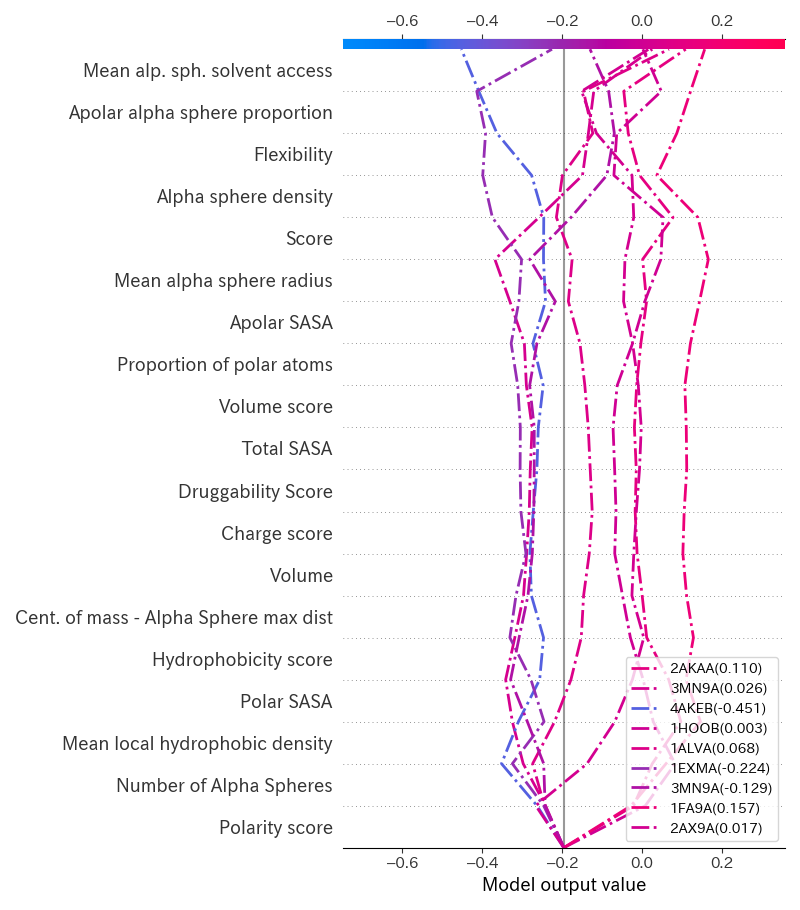 −0.6 −0.4 −0.2 0.0 0.2
Mean alp. sph. solvent access
Apolar alpha sphere proportion
Flexibility
Alpha sphere density
Score
Mean alpha sphere radius
Apolar SASA
Proportion of polar atoms
Volume score
Total SASA
Druggability Score
Charge score
Volume
Cent. of mass - Alpha Sphere max dist
Hydrophobicity score
Polar SASA
Mean local hydrophobic density
Number of Alpha Spheres
Polarity score
2AKAA(0.110)
3MN9A(0.026)
4AKEB(-0.451)
1HOOB(0.003)
1ALVA(0.068)
1EXMA(-0.224)
3MN9A(-0.129)
1FA9A(0.157)
2AX9A(0.017)
−0.6 −0.4 −0.2 0.0 0.2
Model output value